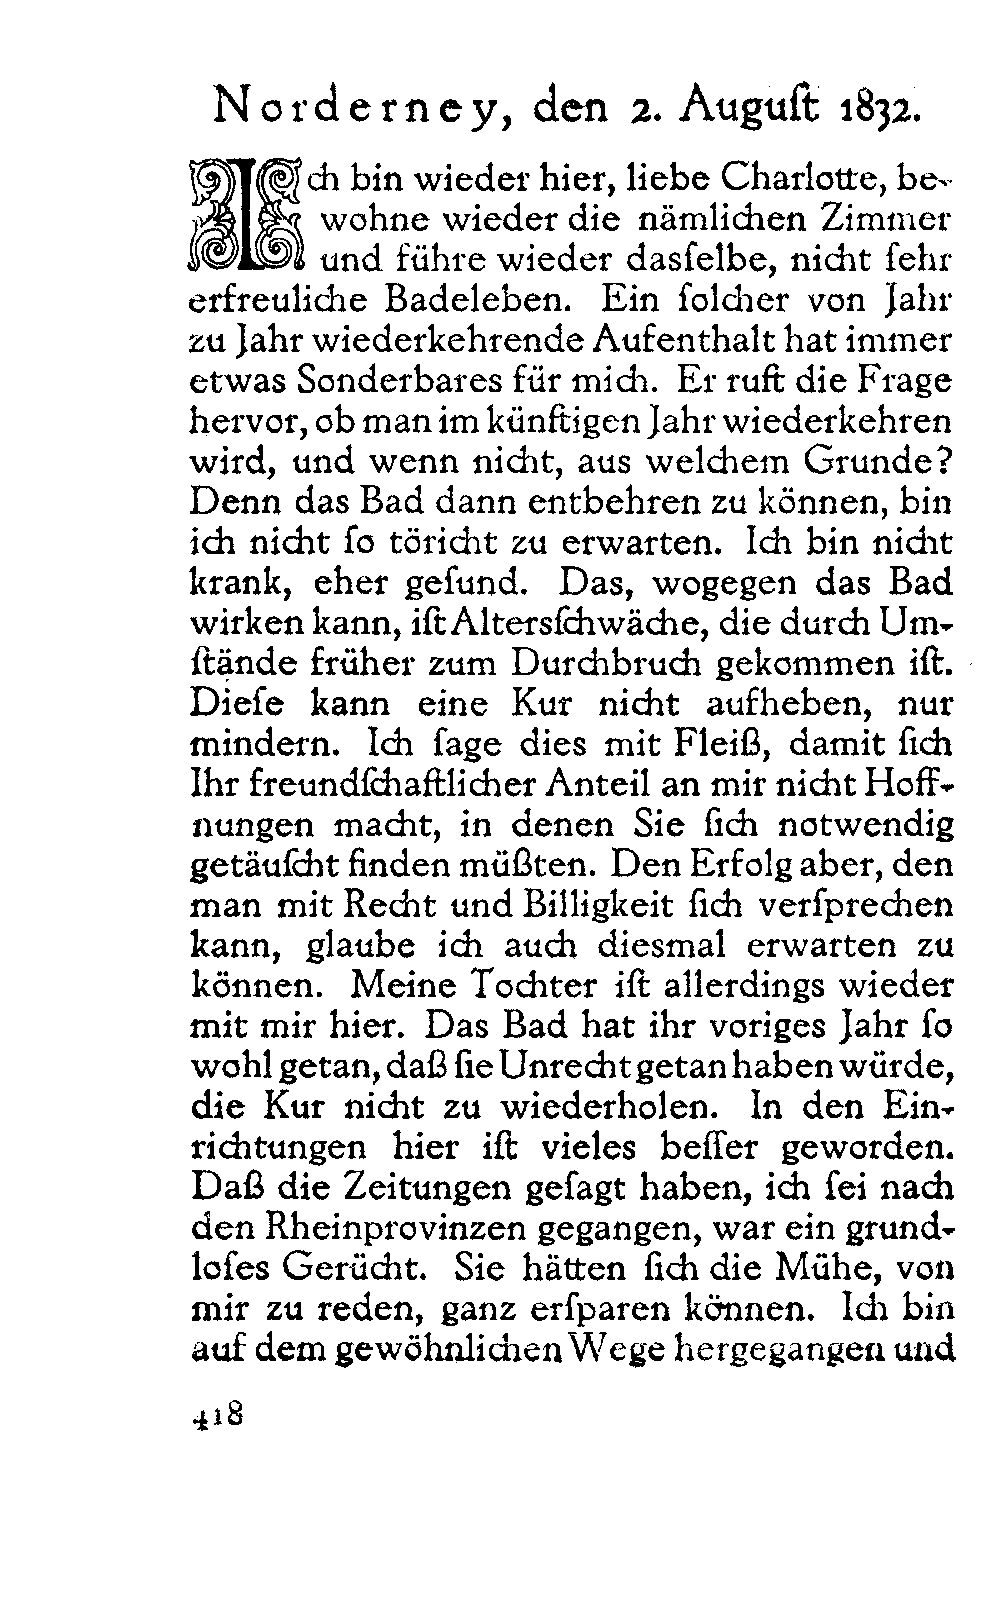 Norderney, den 2. Auguſt 1832.
Ich bin wieder hier, liebe Charlotte, be-
wohne wieder die nämlichen Zimmer
und führe wieder dasſelbe, nicht ſehr
erfreuliche Badeleben. Ein ſolcher von Jahr
zu Jahr wiederkehrende Aufenthalt hat immer
etwas Sonderbares für mich. Er ruft die Frage
hervor, ob man im künftigen Jahr wiederkehren
wird, und wenn nicht, aus welchem Grunde?
Denn das Bad dann entbehren zu können, bin
ich nicht ſo töricht zu erwarten. Ich bin nicht
krank, eher geſund. Das, wogegen das Bad
wirken kann, iſt Altersſchwäche, die durch Um-
ſtände früher zum Durchbruch gekommen iſt.
Dieſe kann eine Kur nicht aufheben, nur
mindern. Ich ſage dies mit Fleiß, damit ſich
Ihr freundſchaftlicher Anteil an mir nicht Hoff-
nungen macht, in denen Sie ſich notwendig
getäuſcht finden müßten. Den Erfolg aber, den
man mit Recht und Billigkeit ſich verſprechen
kann, glaube ich auch diesmal erwarten zu
können. Meine Tochter iſt allerdings wieder
mit mir hier. Das Bad hat ihr voriges Jahr ſo
wohl getan, daß ſie Unrecht getan haben würde,
die Kur nicht zu wiederholen. In den Ein-
richtungen hier iſt vieles beſſer geworden.
Daß die Zeitungen geſagt haben, ich ſei nach
den Rheinprovinzen gegangen, war ein grund-
loſes Gerücht. Sie hätten ſich die Mühe, von
mir zu reden, ganz erſparen können. Ich bin
auf dem gewöhnlichen Wege hergegangen und
418